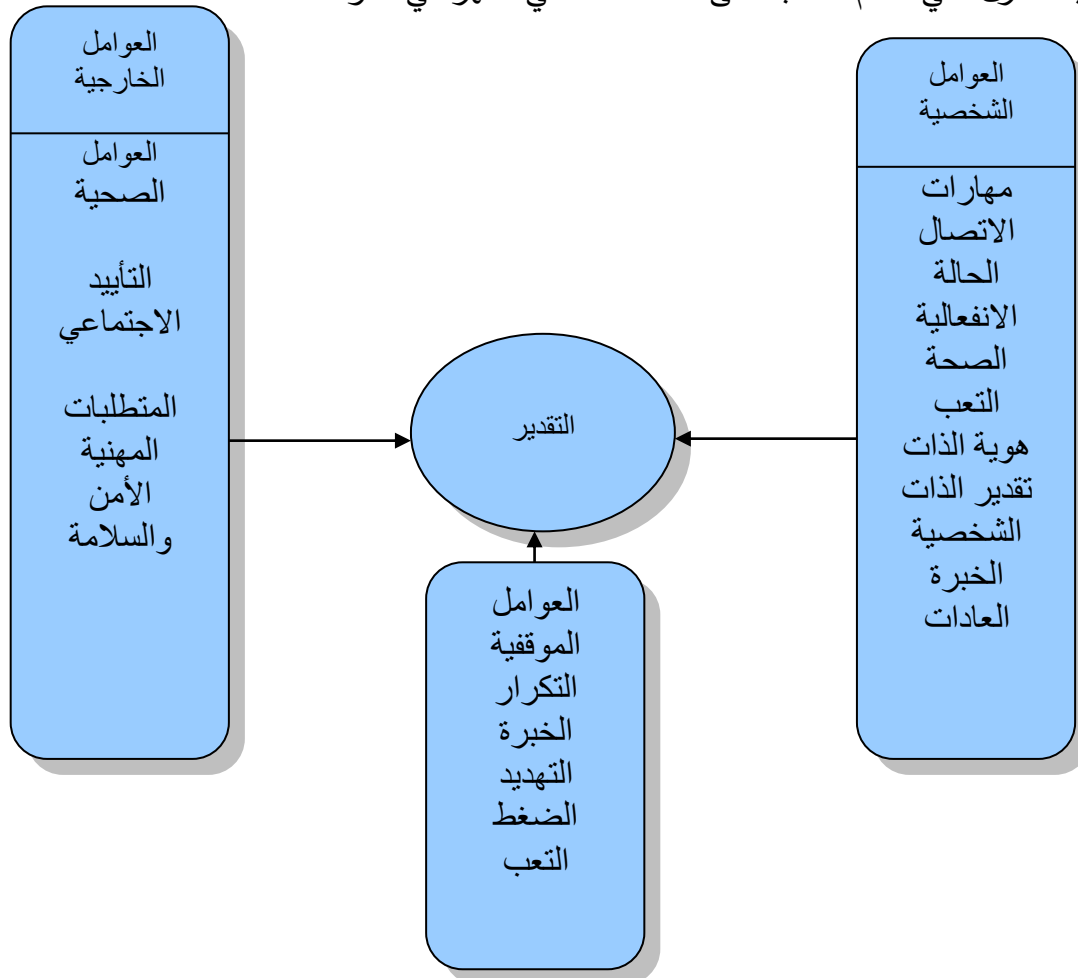 العوامل
الشخصية
مهارات
الاتصال
الحالة
الانفعالية
الصحة
التعب
هوية الذات
تقدير الذات
الشخصية
الخبرة
العادات
التقدير
العوامل
الخارجية
العوامل
الصحية
التأييد
الاجتماعي
المتطلبات
المهنية
الأمن
والسلامة
العوامل
الموقفية
التكرار
الخبرة
التهديد
الضغط
التعب